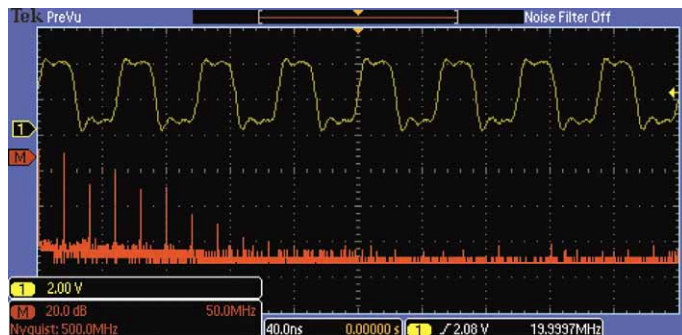 Tek PreVu
Noise Filter Off
1
M
1 2.00 V
M 20.0 dB 50.0MHz
Nyquist: 500.0MHz
40.0ns 0.00000 s
1 2.08 V
19.9997MHz